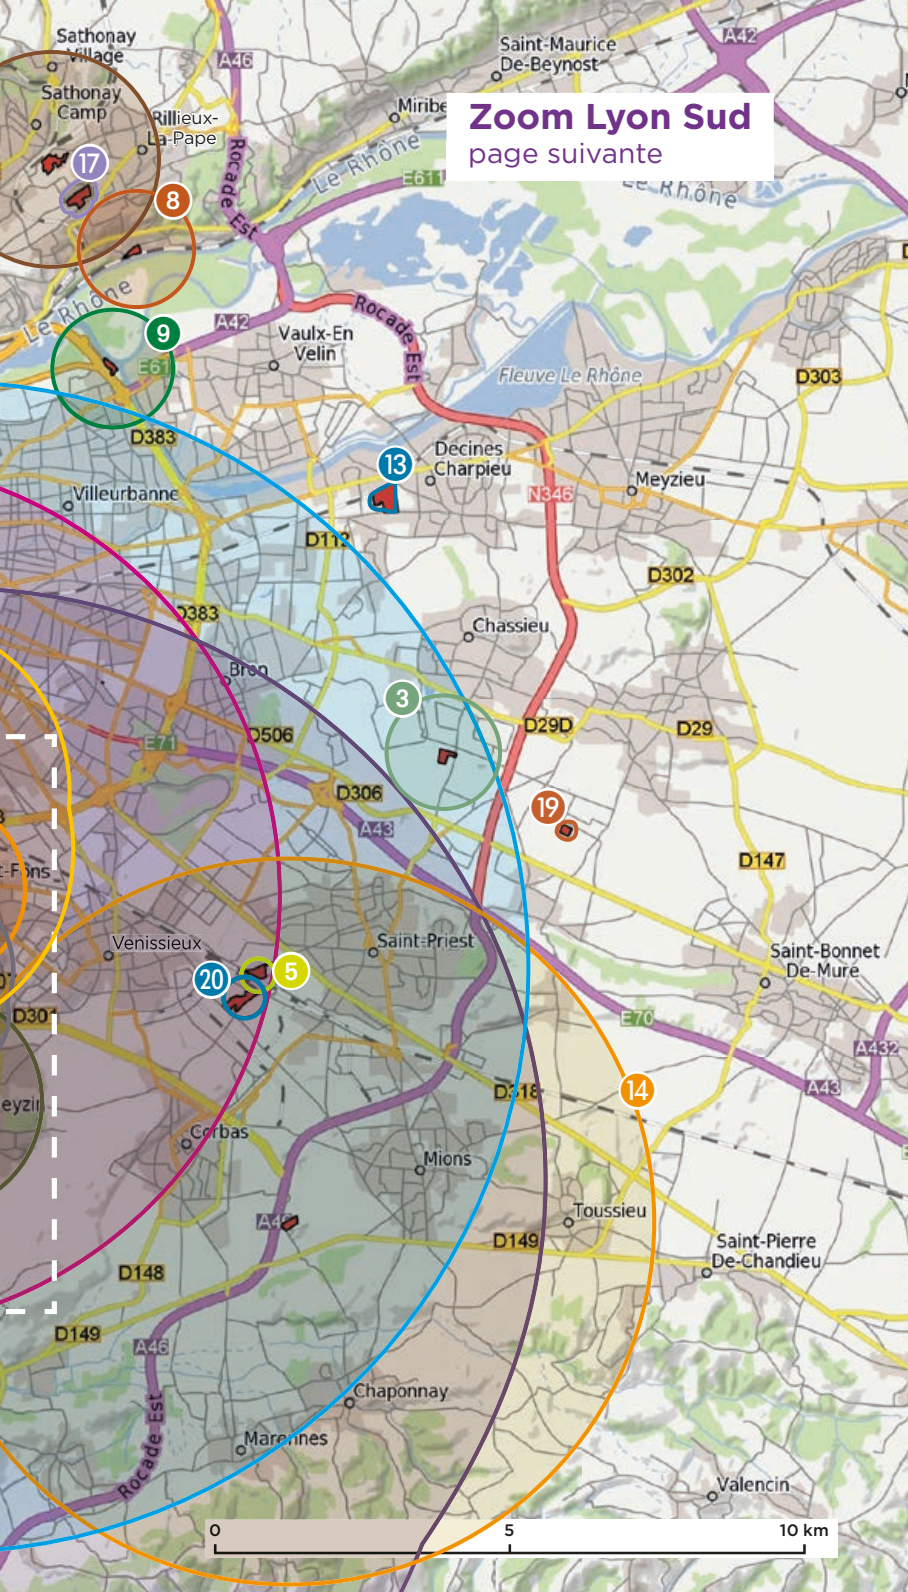 Sathonay
Village
A46
Saint-Maurice
De-Beynost
A42
Sathonay
Camp
Rillieux-
La-Pape
Miribe
Zoom Lyon Sud
page suivante
17
Rocade Est
Le Rhône
E611
Le Rhône
8
Le Rhône
9
A42
Vaulx-En
Velin
Rocade Est
E61
Fleuve Le Rhône
D303
D383
13
Decines
Charpieu
Meyzieu
Villeurbanne
N346
D112
D302
D383
Chassieu
Bron
3
D29D
D29
E71
D506
D306
A43
19
D147
t-Fons
Venissieux
Saint-Priest
Saint-Bonnet
De-Mure
20
5
D301
E70
A432
A43
14
D318
eyzin
Corbas
Mions
Toussieu
A46
D149
Saint-Pierre
De-Chandieu
D148
D149
A46
Rocade Est
Chaponnay
Marennes
Valencin
0
5
10 km